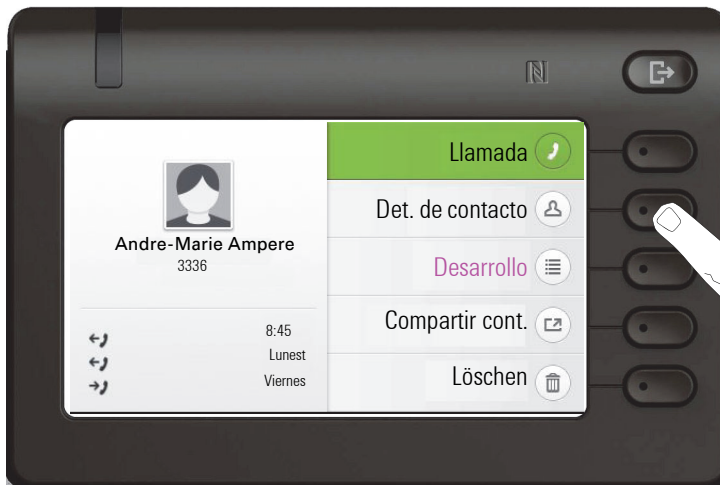 Llamada
Det. de contacto
Andre-Marie Ampere
3336
Desarrollo
Compartir cont.
8:45
Lunest
Viernes
Löschen